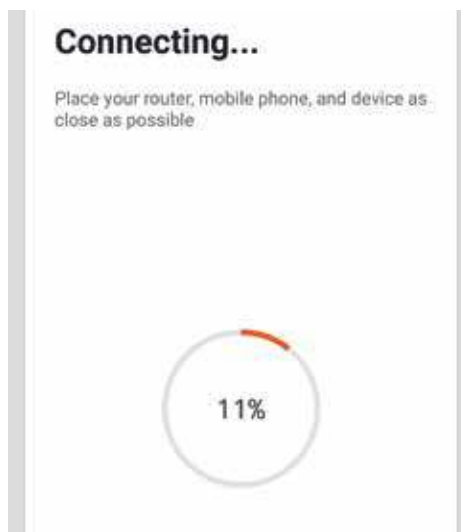 Connecting...
Place your router, mobile phone, and device as
close as possible
11%